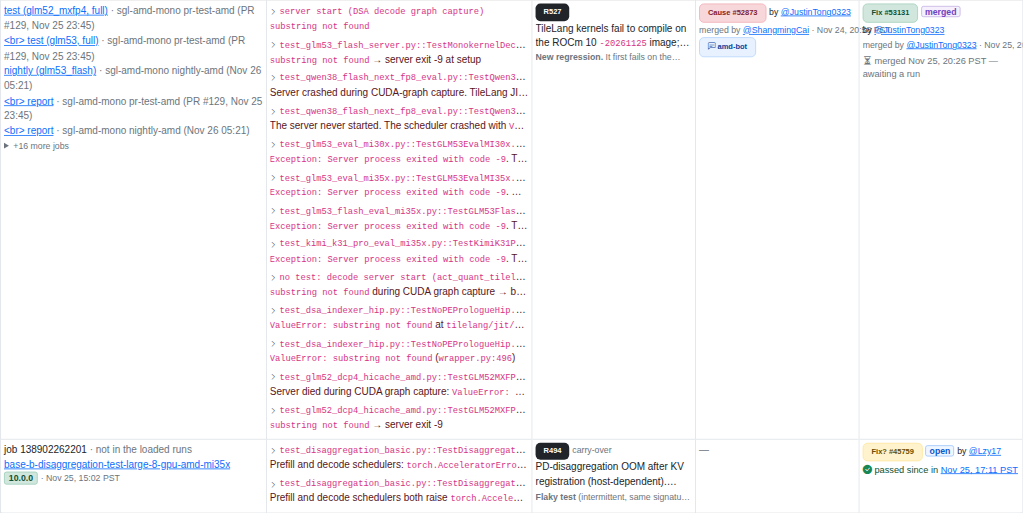 test (glm52_mxfp4, full) · sgl-amd-mono pr-test-amd (PR
#129, Nov 25 23:45)
<br> test (glm53, full) · sgl-amd-mono pr-test-amd (PR
#129, Nov 25 23:45)
nightly (glm53_flash) · sgl-amd-mono nightly-amd (Nov 26
05:21)
<br> report · sgl-amd-mono pr-test-amd (PR #129, Nov 25
23:45)
<br> report · sgl-amd-mono nightly-amd (Nov 26 05:21)
+16 more jobs
server start (DSA decode graph capture)
substring not found
test_glm53_flash_server.py::TestMonokernelDec…
substring not found → server exit -9 at setup
test_qwen38_flash_next_fp8_eval.py::TestQwen3…
Server crashed during CUDA-graph capture. TileLang JI…
test_qwen38_flash_next_fp8_eval.py::TestQwen3…
The server never started. The scheduler crashed with V…
test_glm53_eval_mi30x.py::TestGLM53EvalMI30x.…
Exception: Server process exited with code -9. T…
test_glm53_eval_mi35x.py::TestGLM53EvalMI35x.…
Exception: Server process exited with code -9. …
test_glm53_flash_eval_mi35x.py::TestGLM53Flas…
Exception: Server process exited with code -9. T…
test_kimi_k31_pro_eval_mi35x.py::TestKimiK31P…
Exception: Server process exited with code -9. T…
no test: decode server start (act_quant_tilel…
substring not found during CUDA graph capture → b…
test_dsa_indexer_hip.py::TestNoPEPrologueHip.…
ValueError: substring not found at tilelang/jit/…
test_dsa_indexer_hip.py::TestNoPEPrologueHip.…
ValueError: substring not found (wrapper.py:496)
test_glm52_dcp4_hicache_amd.py::TestGLM52MXFP…
Server died during CUDA graph capture: ValueError: …
test_glm52_dcp4_hicache_amd.py::TestGLM52MXFP…
substring not found → server exit -9
R527
TileLang kernels fail to compile on
the ROCm 10 -20261125 image;…
New regression. It first fails on the…
Cause #52873 by @JustinTong0323
merged by @ShangmingCai · Nov 24, 20:58 PST
amd-bot
Fix #53131 merged
by @JustinTong0323
merged by @JustinTong0323 · Nov 25, 2
⏳ merged Nov 25, 20:26 PST —
awaiting a run
job 138902262201 · not in the loaded runs
base-b-disaggregation-test-large-8-gpu-amd-mi35x
10.0.0 · Nov 25, 15:02 PST
test_disaggregation_basic.py::TestDisaggregat…
Prefill and decode schedulers: torch.AcceleratorErro…
test_disaggregation_basic.py::TestDisaggregat…
Prefill and decode schedulers both raise torch.Accele…
R494 carry-over
PD-disaggregation OOM after KV
registration (host-dependent).…
Flaky test (intermittent, same signatu…
—
Fix? #45759 open by @Lzy17
passed since in Nov 25, 17:11 PST